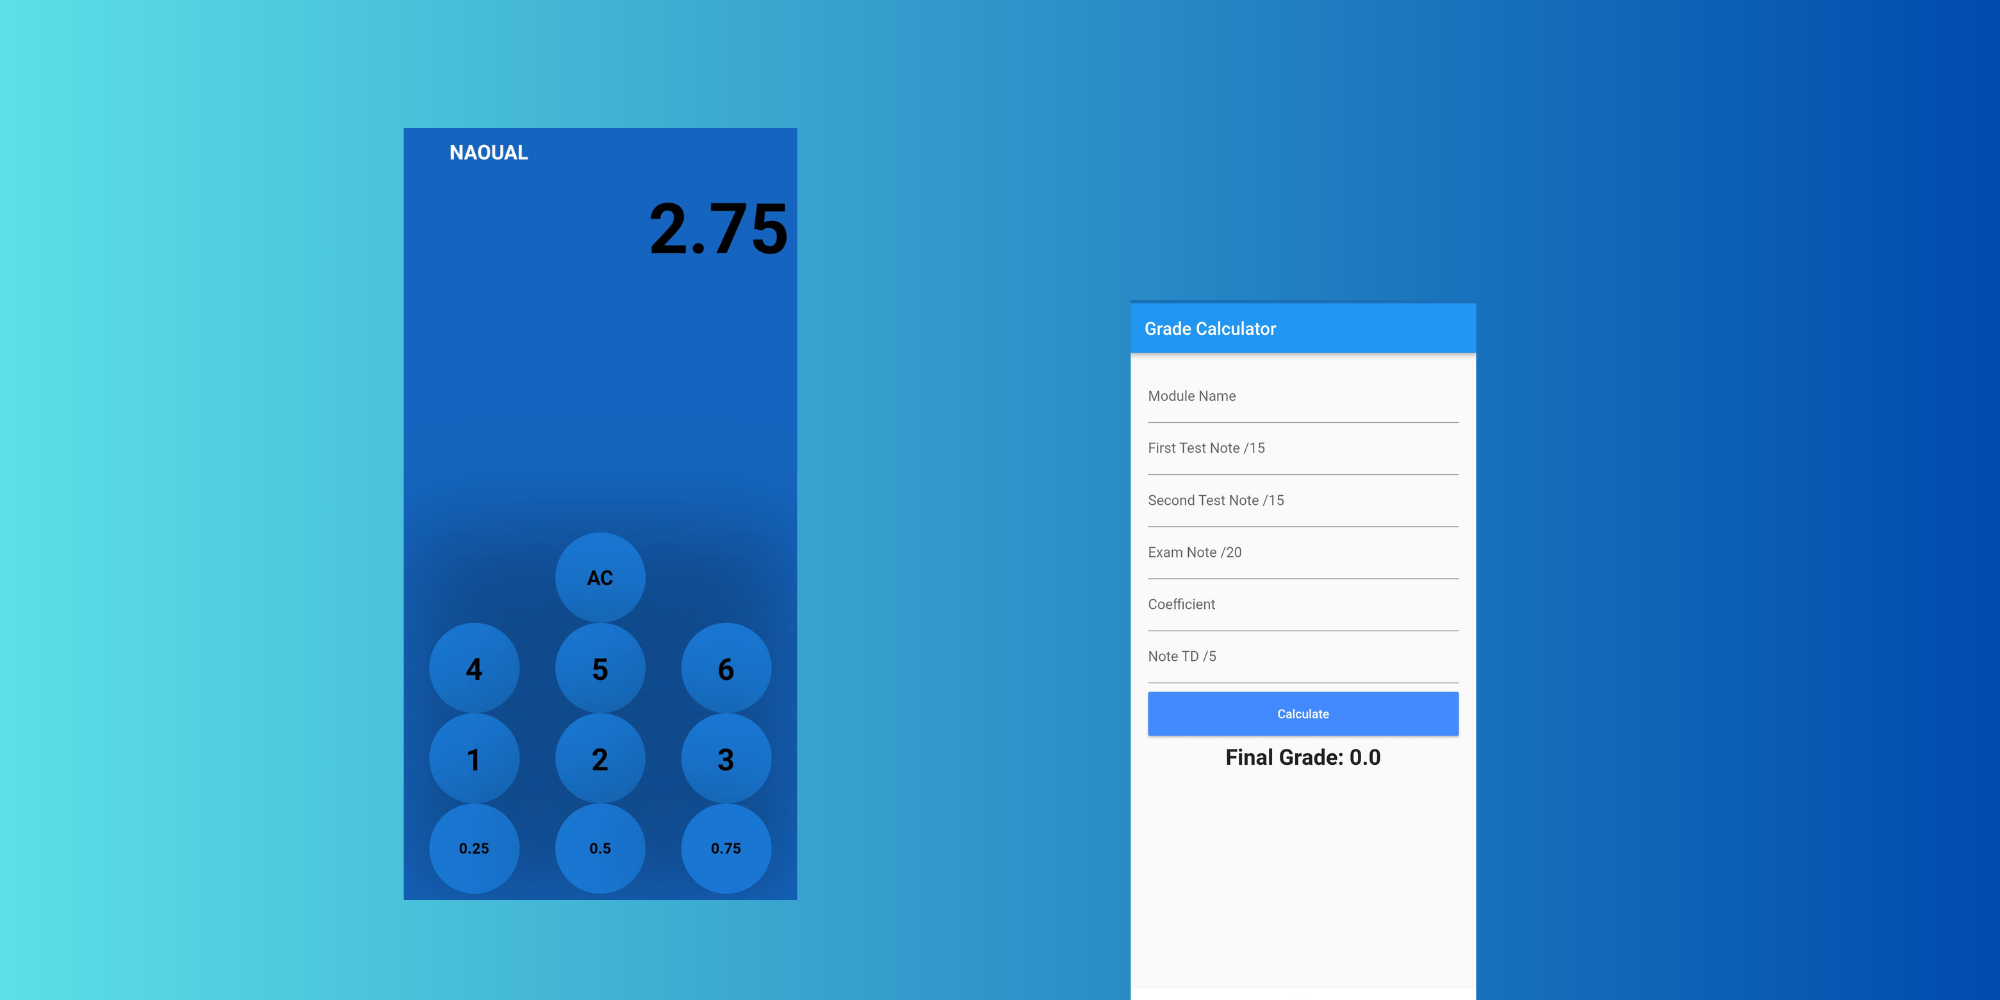 NAOUAL
2.75
AC
4 5 6
1 2 3
0.25 0.5 0.75
Grade Calculator
Module Name
First Test Note /15
Second Test Note /15
Exam Note /20
Coefficient
Note TD /5
Calculate
Final Grade: 0.0